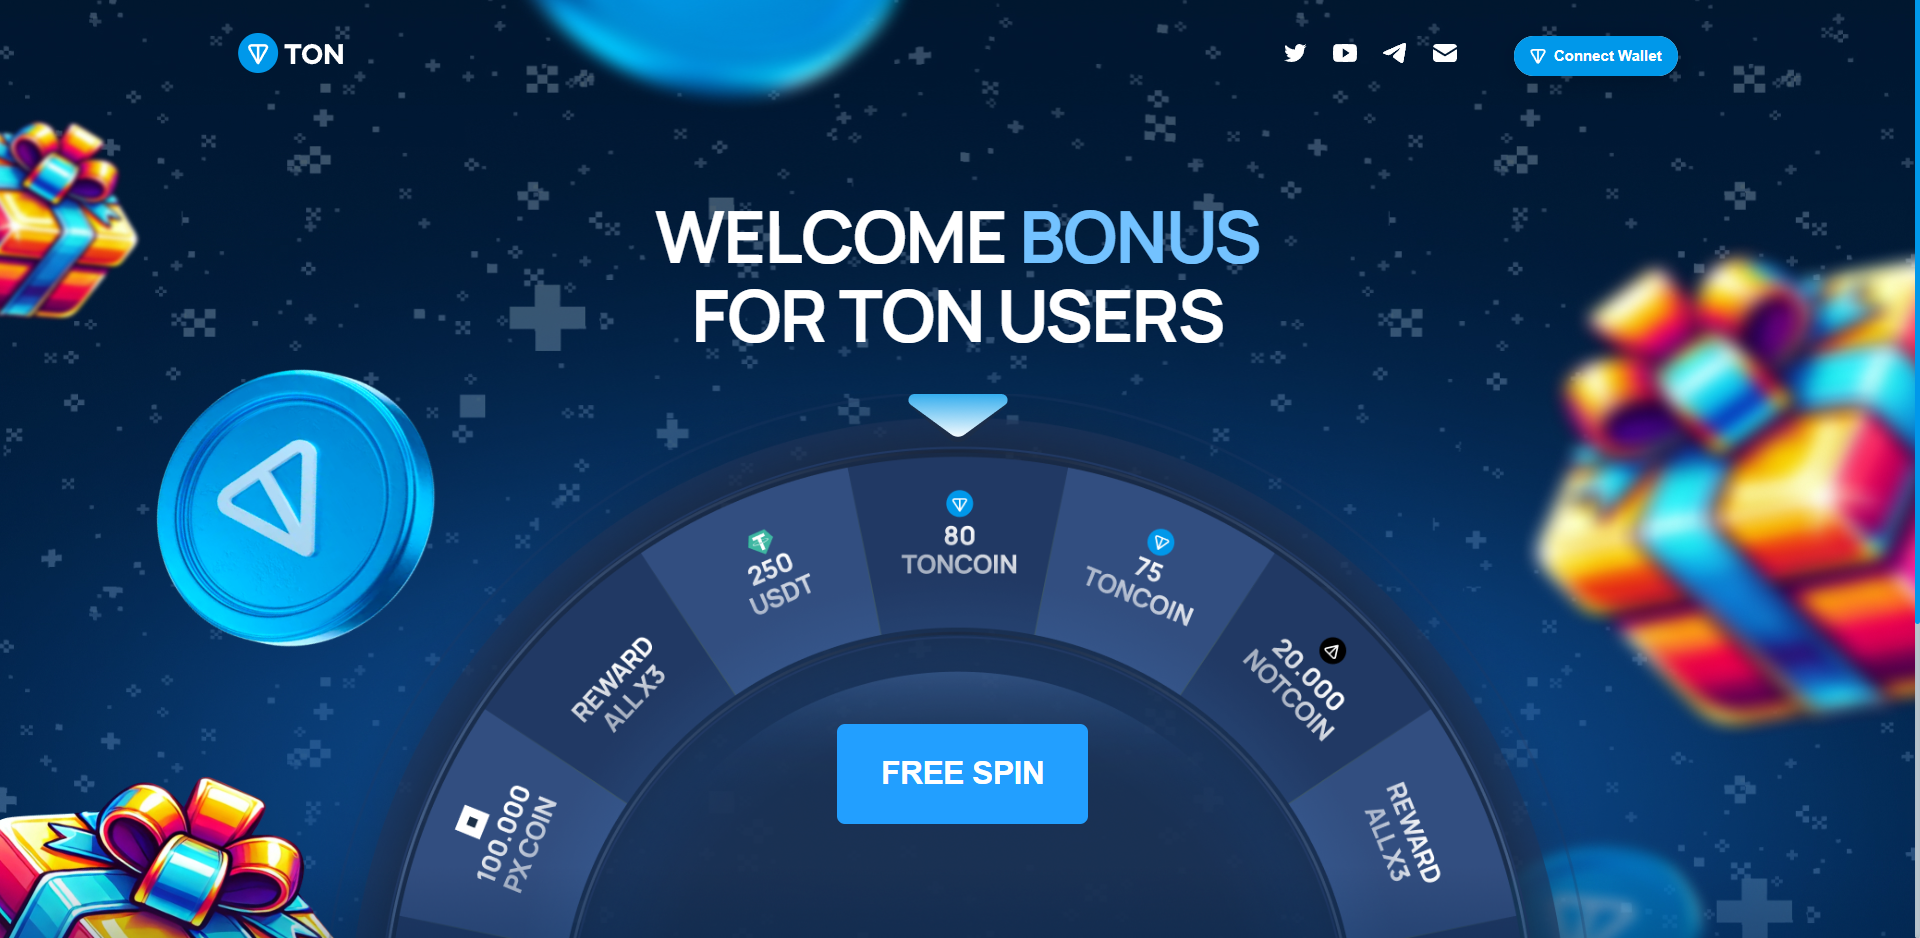 TON
Connect Wallet
WELCOME BONUS
FOR TON USERS
100.000
PX COIN
REWARD
ALL X3
250
USDT
80
TONCOIN
75
TONCOIN
20.000
NOTCOIN
REWARD
ALL X3
FREE SPIN